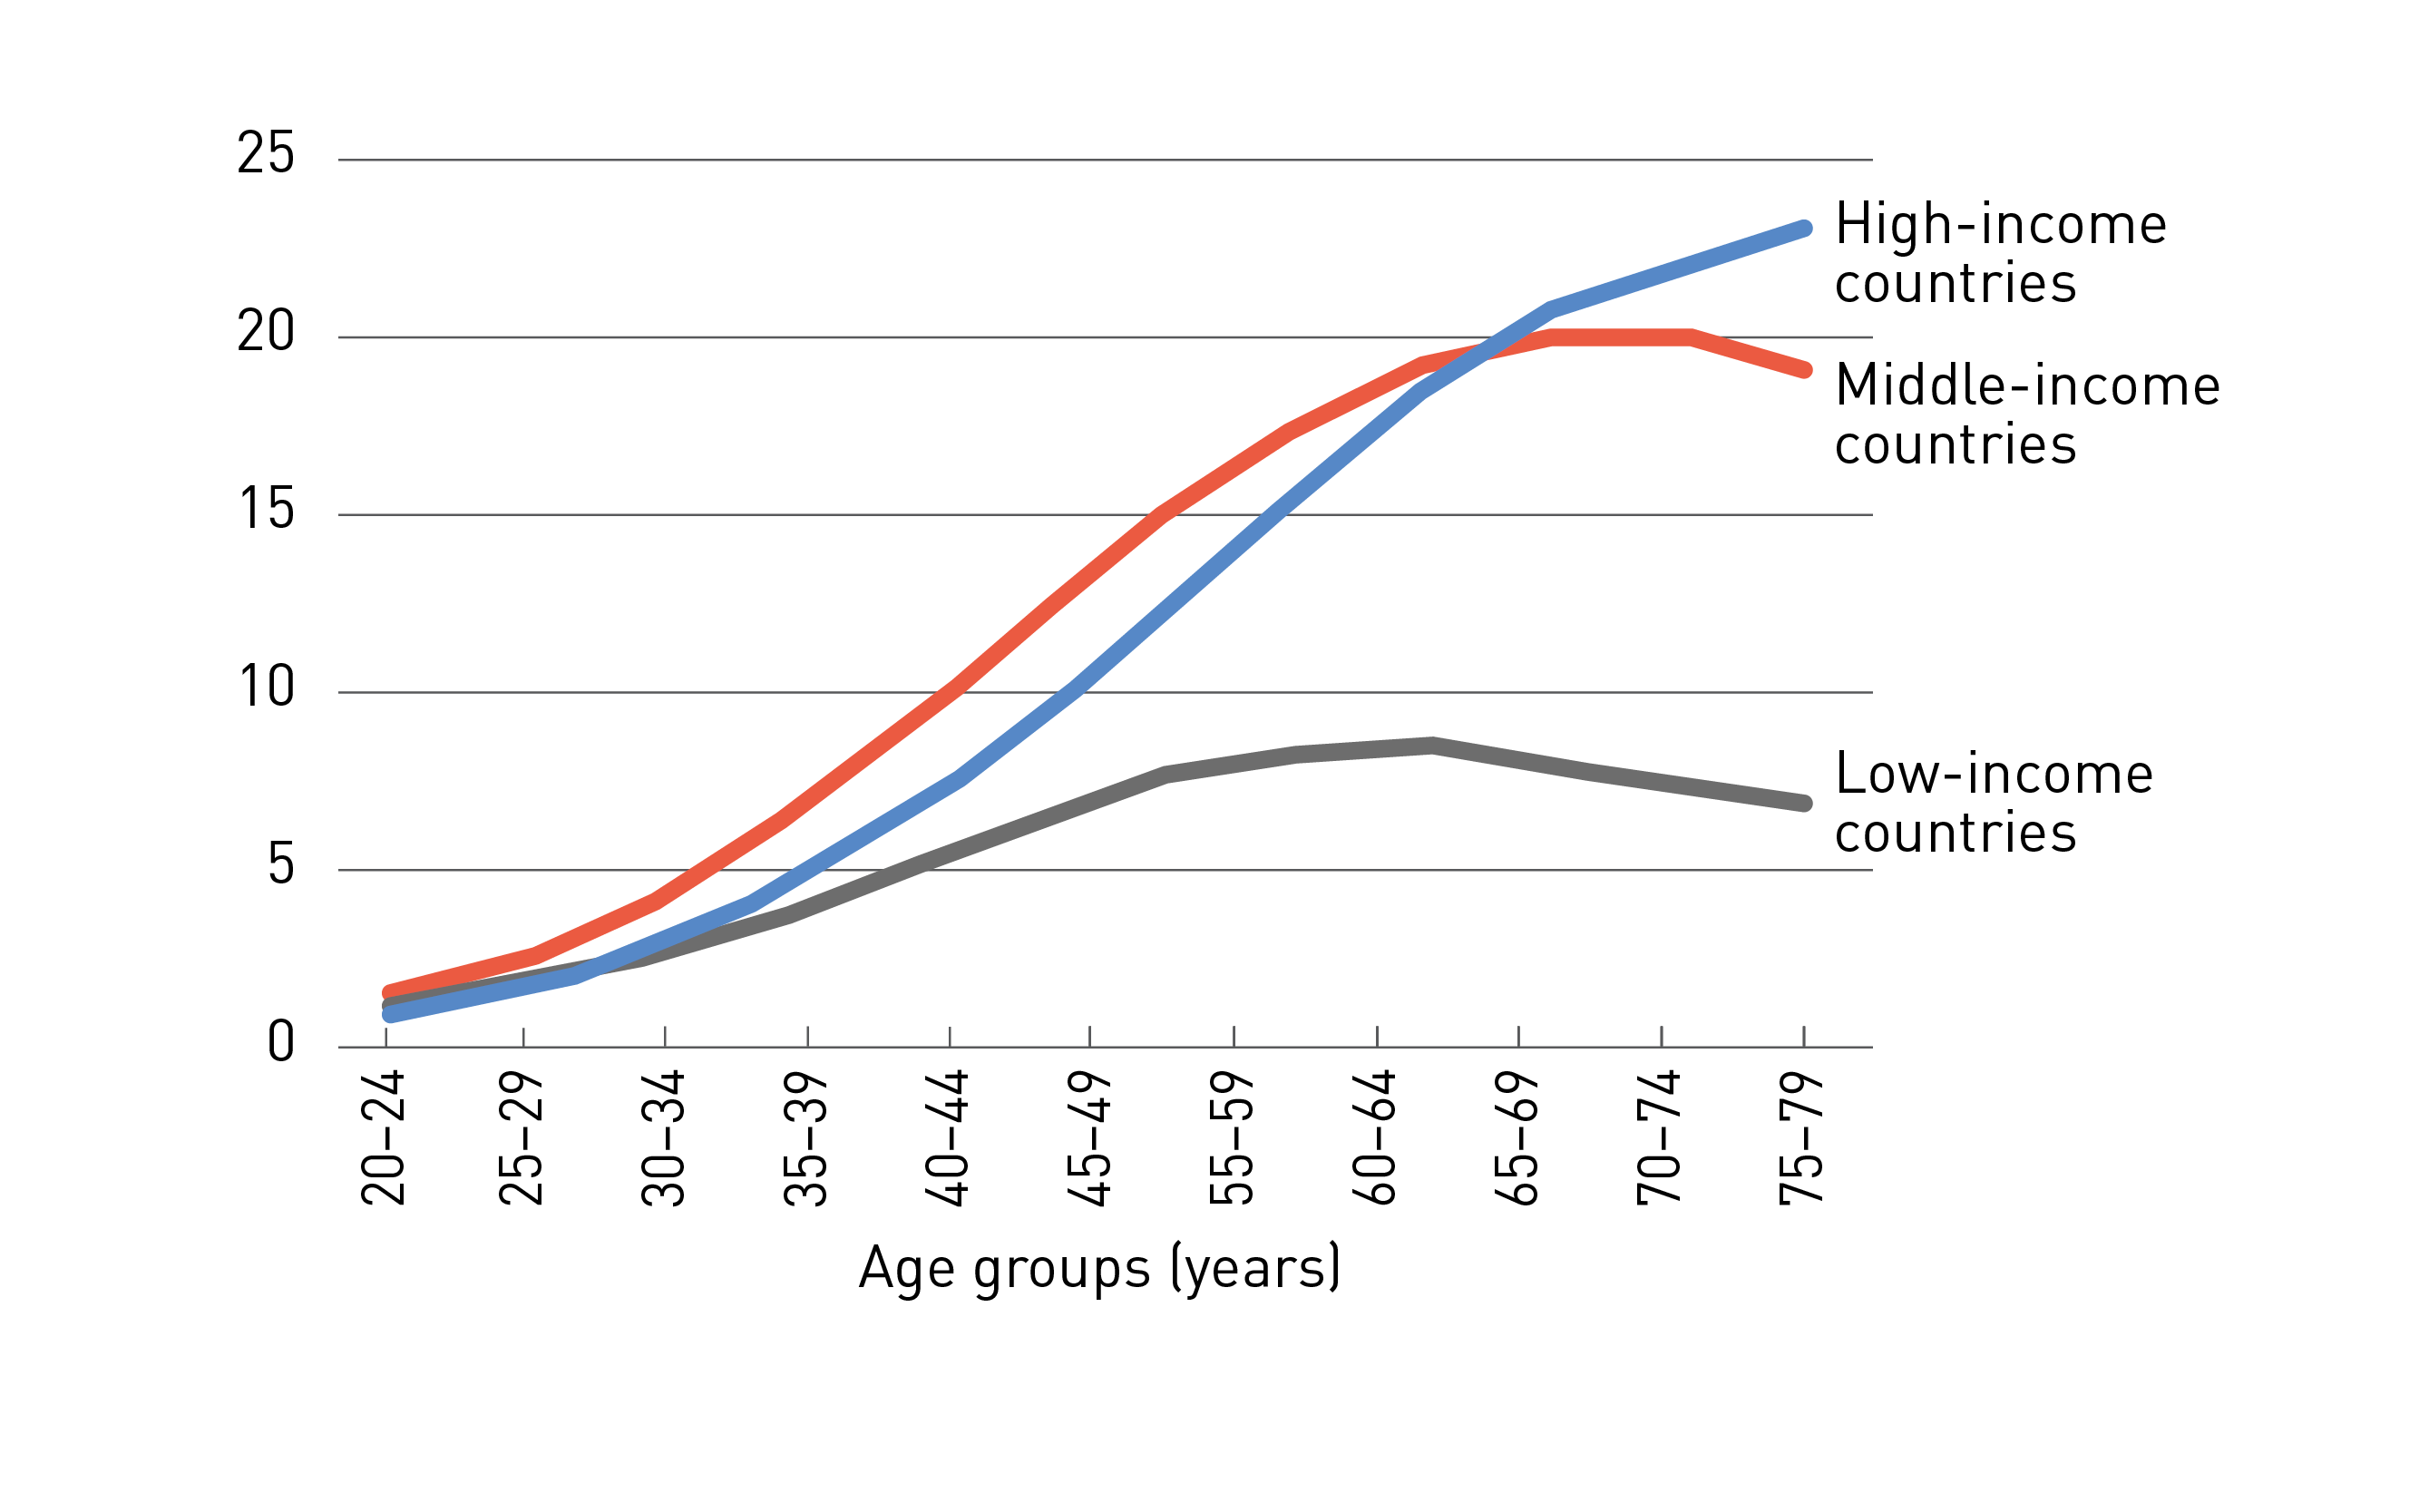 25
20
15
10
5
0
High-income
countries
Middle-income
countries
Low-income
countries
20–24
25–29
30–34
35–39
40–44
45–49
55–59
60–64
65–69
70–74
75–79
Age groups (years)